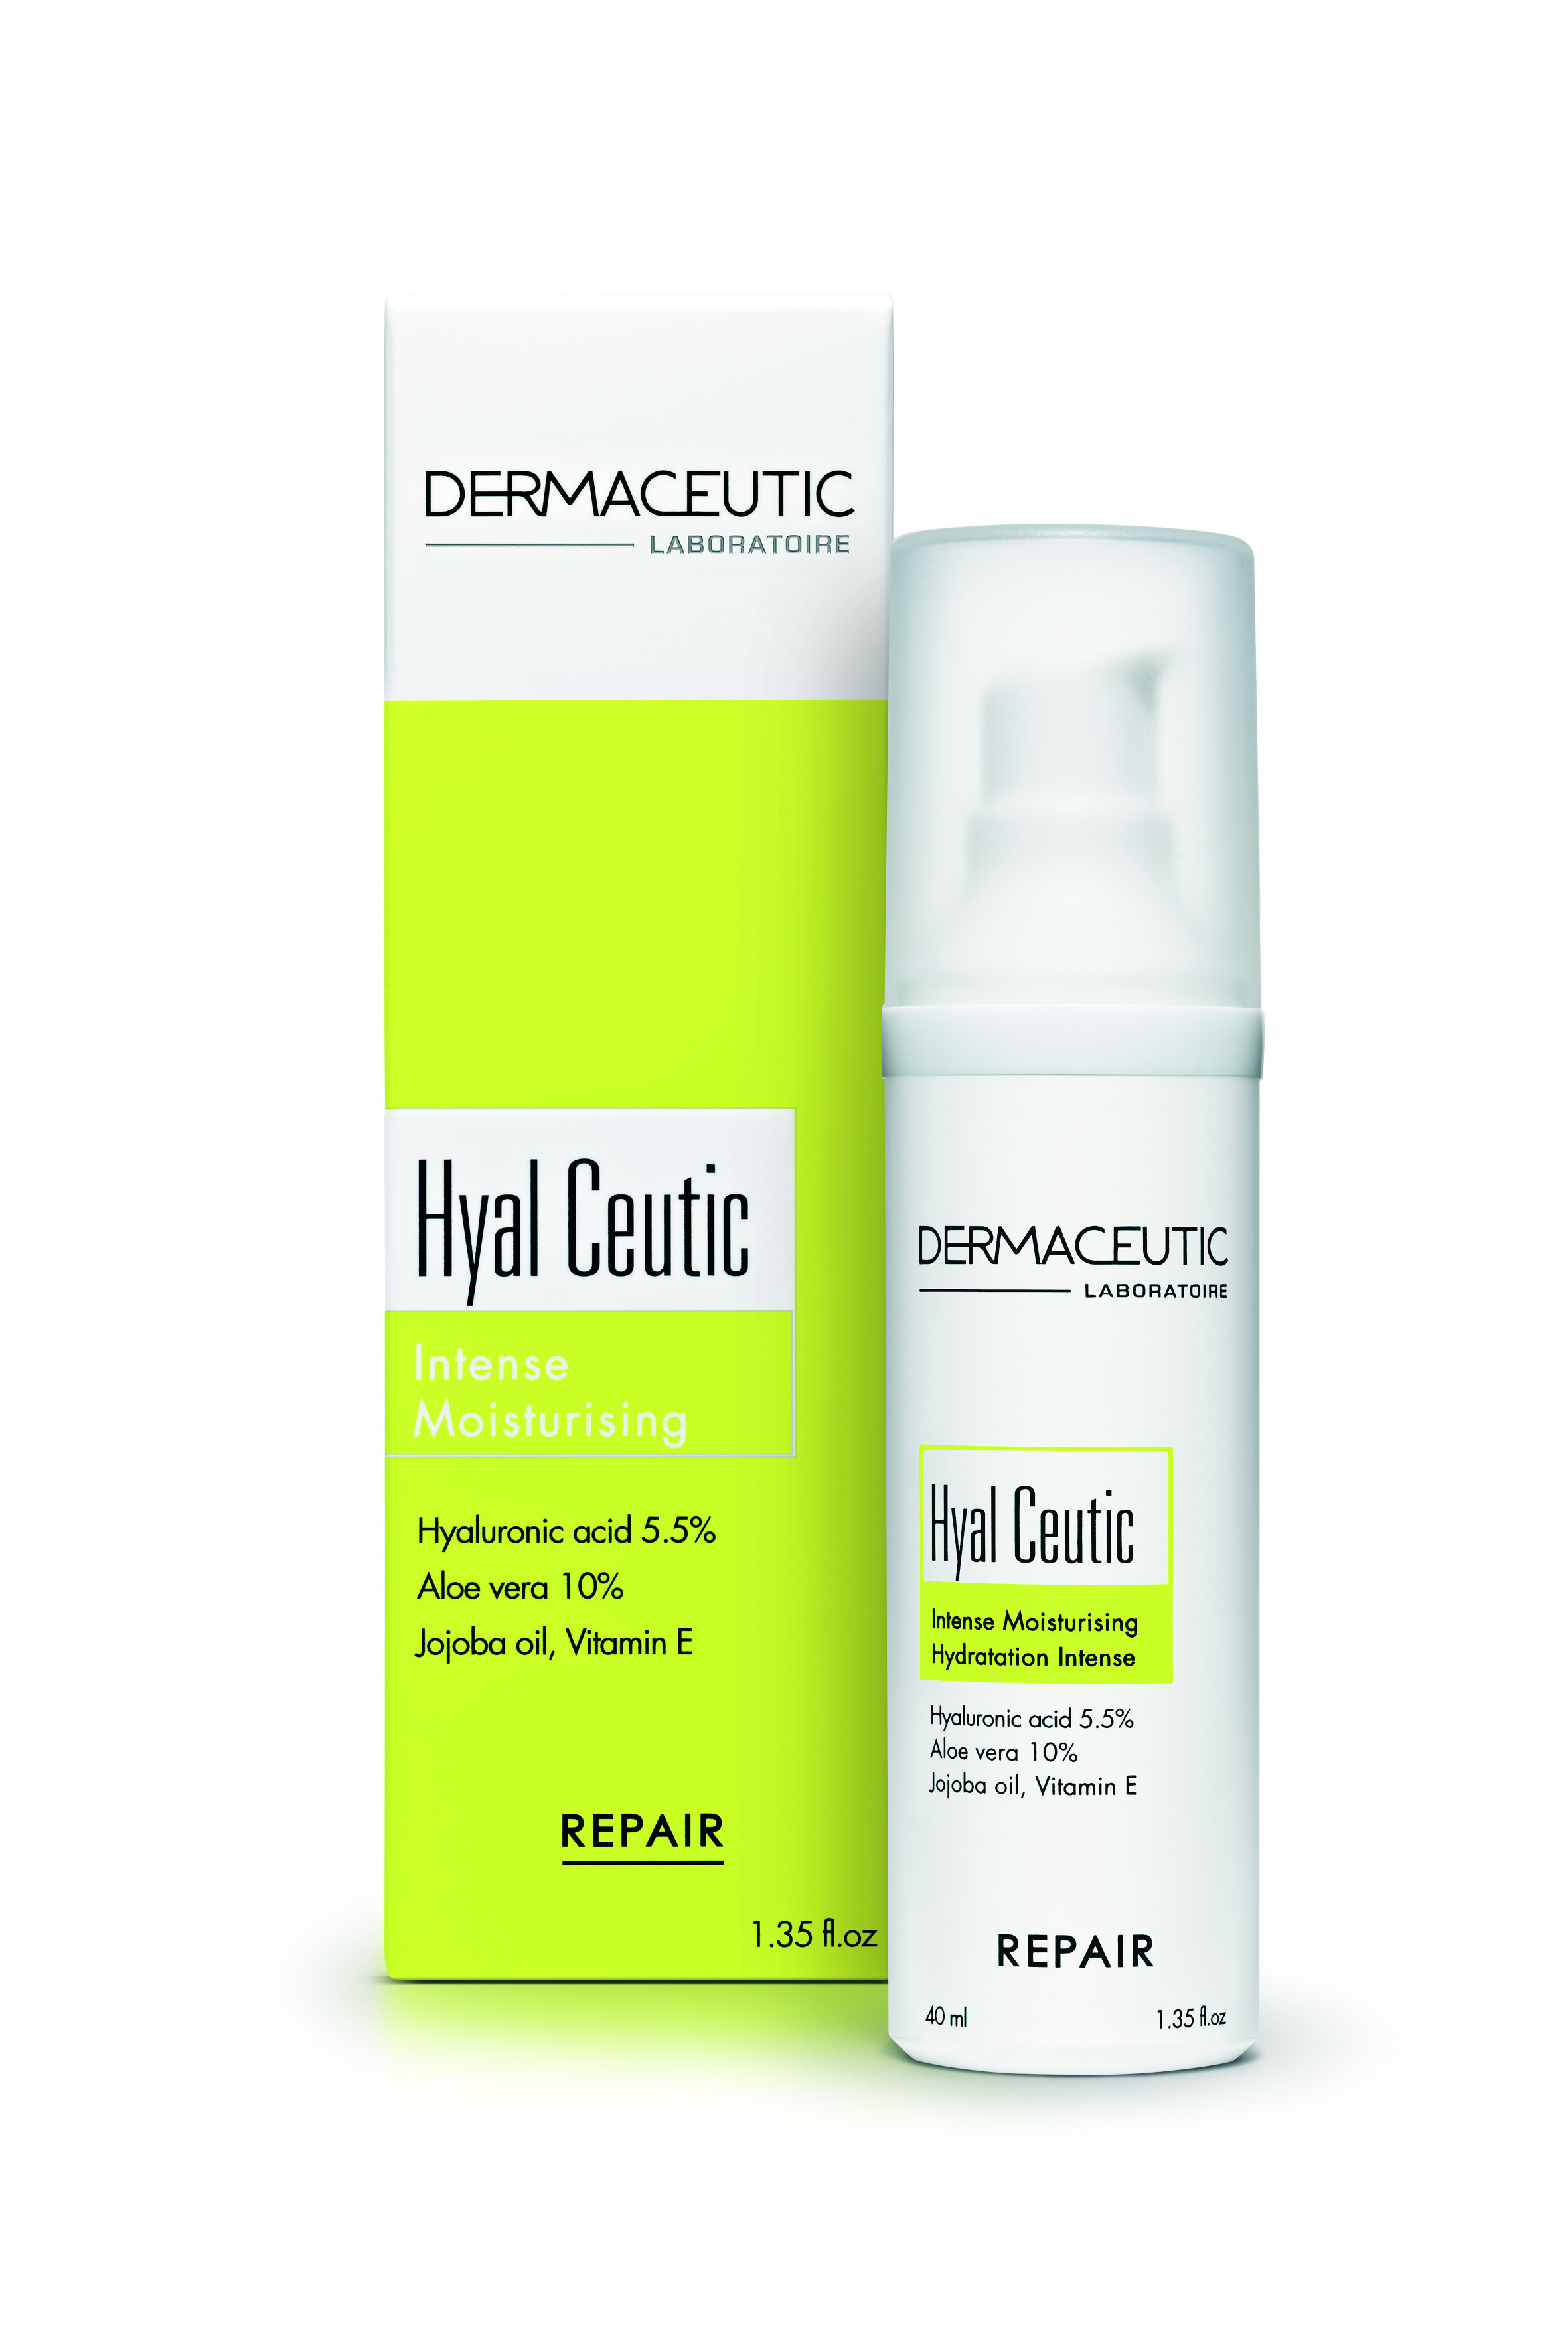 DERMACEUTIC
LABORATOIRE
Hyal Ceutic
Intense
Moisturising
Hyaluronic acid 5.5%
Aloe vera 10%
Jojoba oil, Vitamin E
REPAIR
1.35 fl.oz
DERMACEUTIC
LABORATOIRE
Hyal Ceutic
Intense Moisturising
Hydratation Intense
Hyaluronic acid 5.5%
Aloe vera 10%
Jojoba oil, Vitamin E
REPAIR
40 ml 1.35 fl.oz